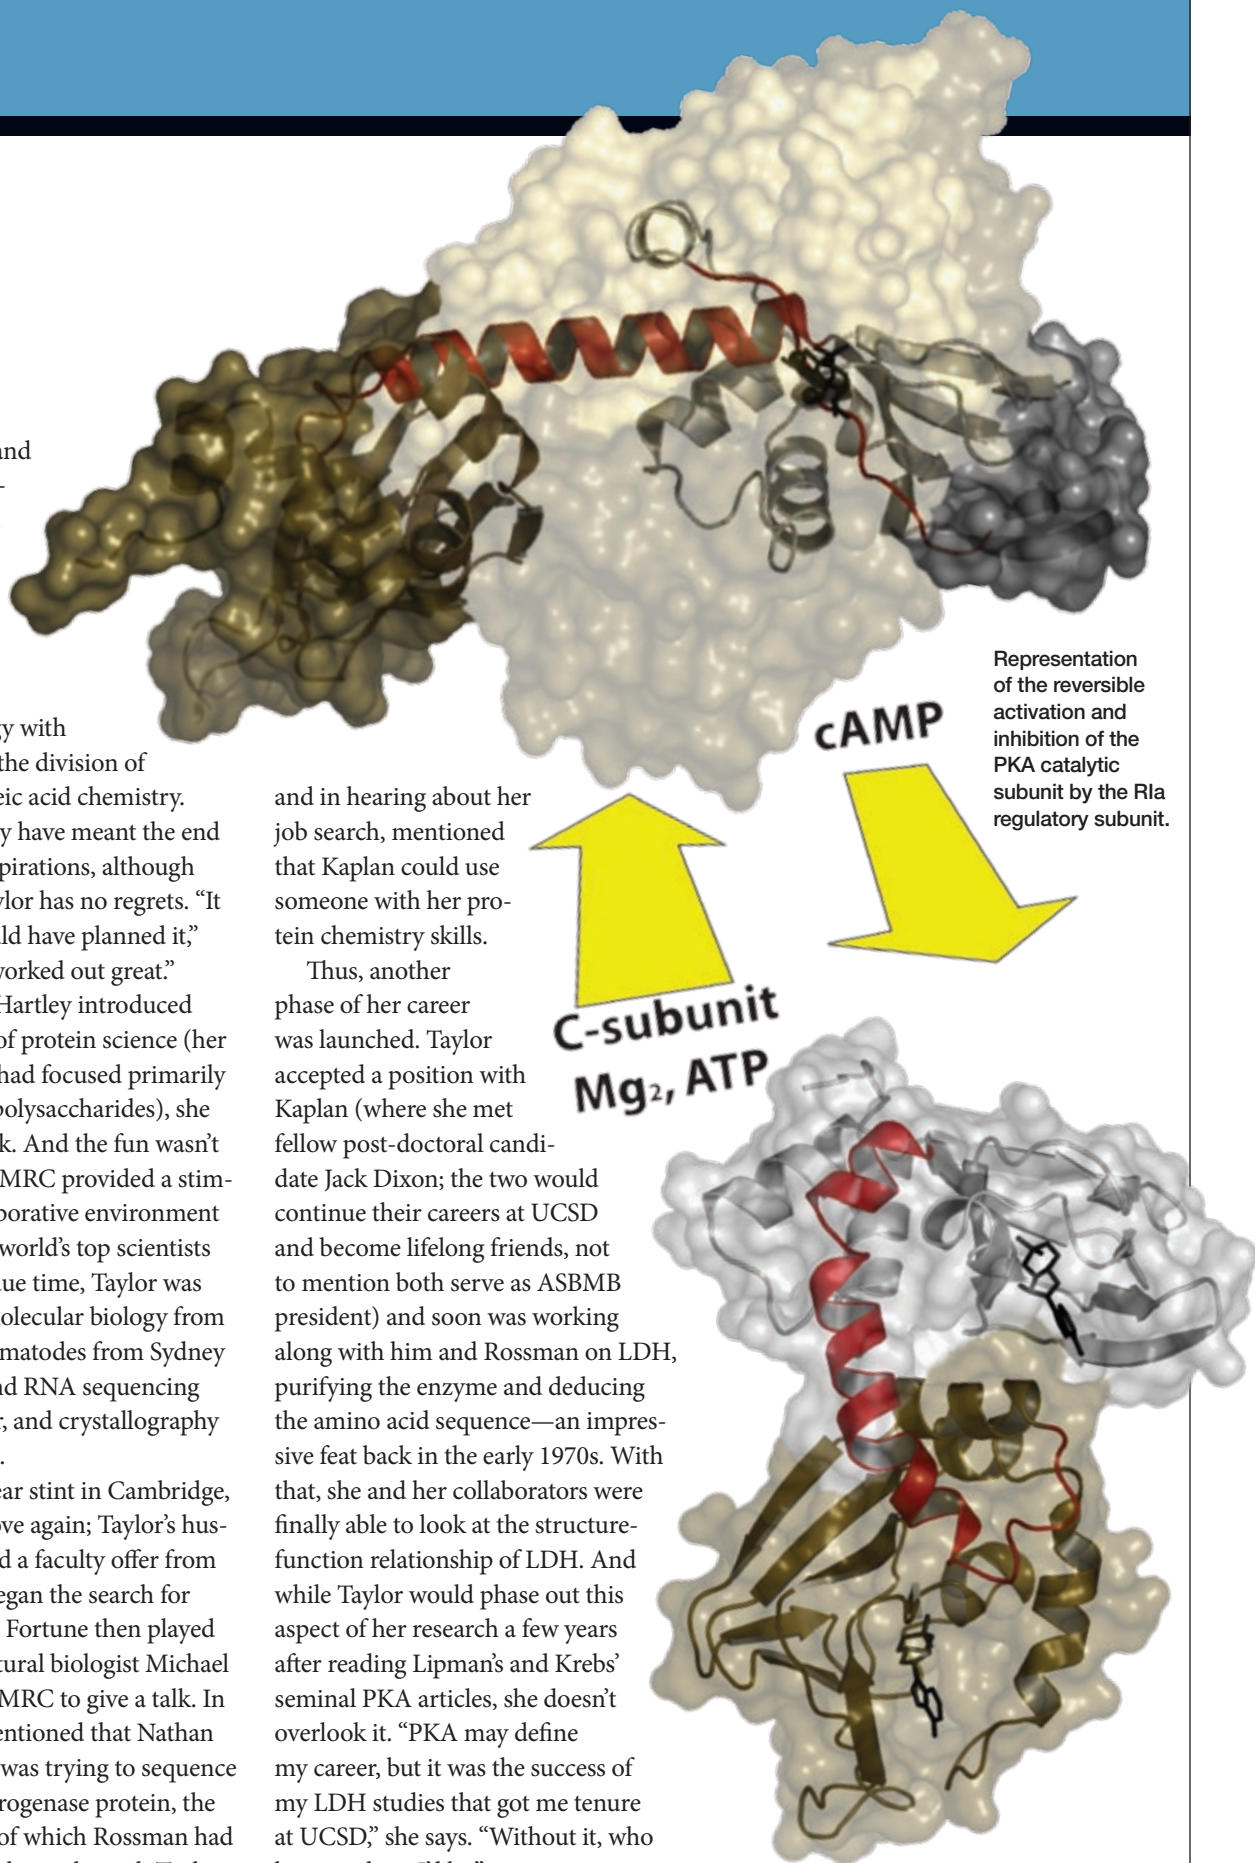 and
-
gy with
the division of
eic acid chemistry.
y have meant the end
pirations, although
ylor has no regrets. “It
ld have planned it,”
worked out great.”
Hartley introduced
of protein science (her
had focused primarily
polysaccharides), she
k. And the fun wasn’t
MRC provided a stim-
borative environment
world’s top scientists
ue time, Taylor was
olecular biology from
matodes from Sydney
nd RNA sequencing
r, and crystallography
.
ear stint in Cambridge,
ove again; Taylor’s hus-
d a faculty offer from
egan the search for
Fortune then played
tural biologist Michael
MRC to give a talk. In
entioned that Nathan
was trying to sequence
rogenase protein, the
of which Rossman had
and in hearing about her
job search, mentioned
that Kaplan could use
someone with her pro-
tein chemistry skills.
Thus, another
phase of her career
was launched. Taylor
accepted a position with
Kaplan (where she met
fellow post-doctoral candi-
date Jack Dixon; the two would
continue their careers at UCSD
and become lifelong friends, not
to mention both serve as ASBMB
president) and soon was working
along with him and Rossman on LDH,
purifying the enzyme and deducing
the amino acid sequence—an impres-
sive feat back in the early 1970s. With
that, she and her collaborators were
finally able to look at the structure-
function relationship of LDH. And
while Taylor would phase out this
aspect of her research a few years
after reading Lipman’s and Krebs’
seminal PKA articles, she doesn’t
overlook it. “PKA may define
my career, but it was the success of
my LDH studies that got me tenure
at UCSD,” she says. “Without it, who
cAMP
C-subunit
Mg₂, ATP
Representation
of the reversible
activation and
inhibition of the
PKA catalytic
subunit by the RIa
regulatory subunit.